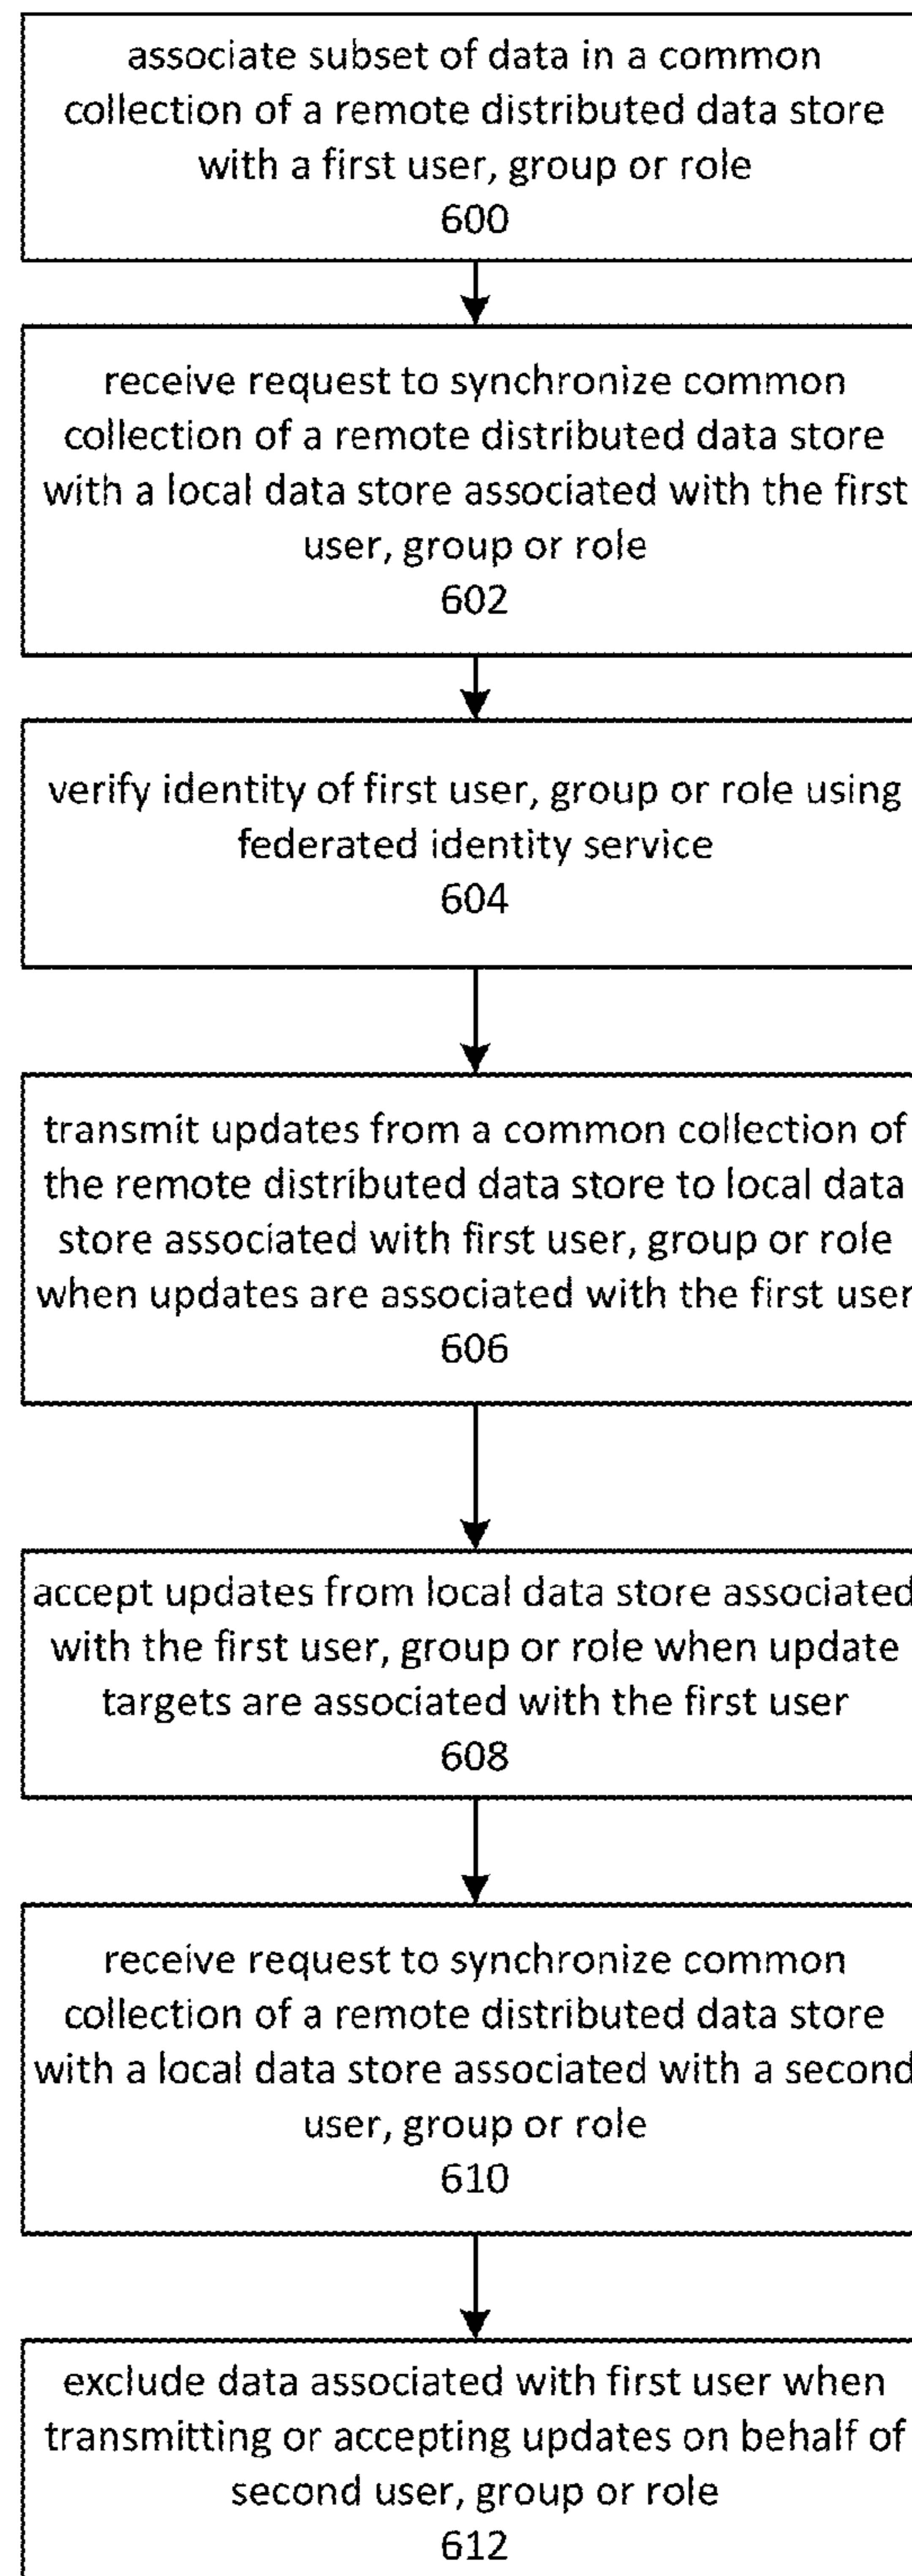 associate subset of data in a common
collection of a remote distributed data store
with a first user, group or role
600
receive request to synchronize common
collection of a remote distributed data store
with a local data store associated with the first
user, group or role
602
verify identity of first user, group or role using
federated identity service
604
transmit updates from a common collection of
the remote distributed data store to local data
store associated with first user, group or role
when updates are associated with the first user
606
accept updates from local data store associated
with the first user, group or role when update
targets are associated with the first user
608
receive request to synchronize common
collection of a remote distributed data store
with a local data store associated with a second
user, group or role
610
exclude data associated with first user when
transmitting or accepting updates on behalf of
second user, group or role
612